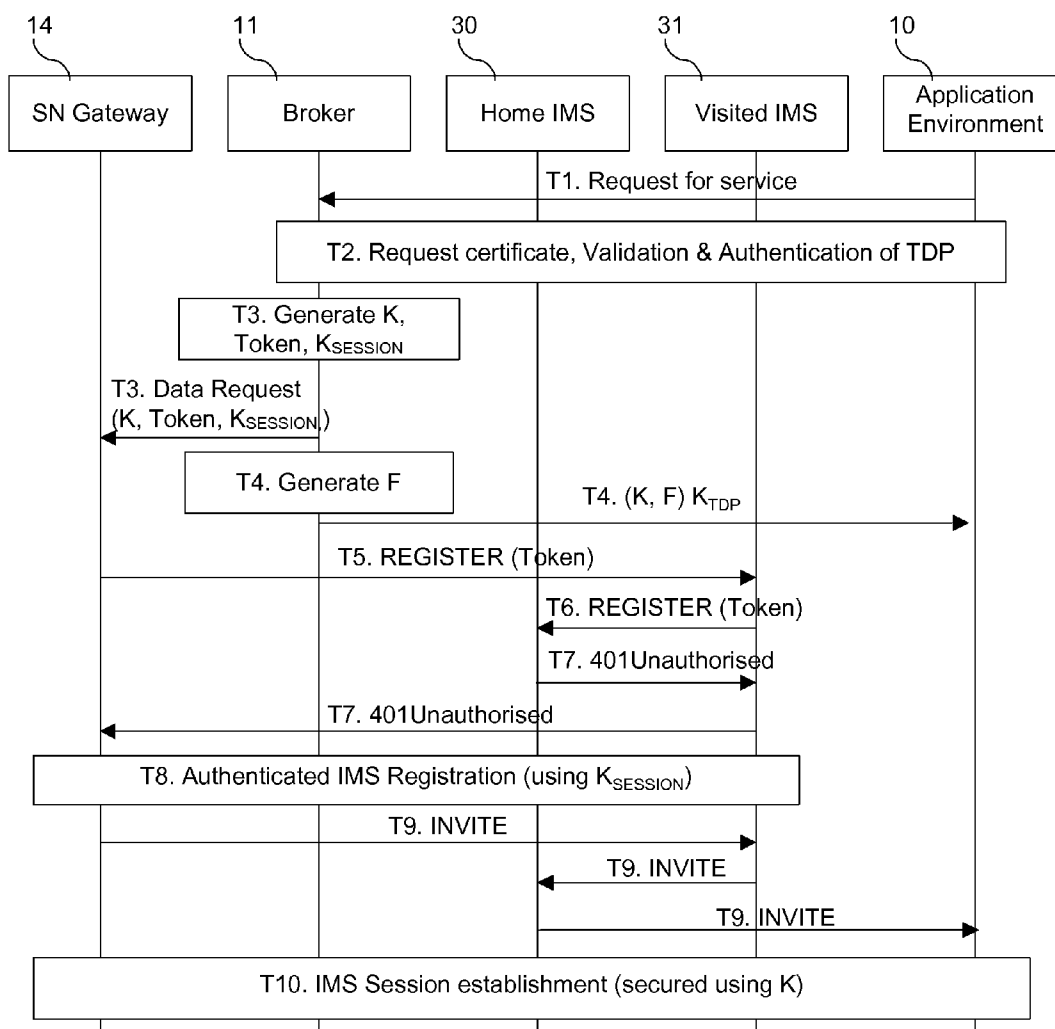 14
11
30
31
10
SN Gateway
Broker
Home IMS
Visited IMS
Application
Environment
T1. Request for service
T2. Request certificate, Validation & Authentication of TDP
T3. Generate K,
Token, KSESSION
T3. Data Request
(K, Token, KSESSION,)
T4. Generate F
T4. (K, F) KTDP
T5. REGISTER (Token)
T6. REGISTER (Token)
T7. 401Unauthorised
T7. 401Unauthorised
T8. Authenticated IMS Registration (using KSESSION)
T9. INVITE
T9. INVITE
T9. INVITE
T10. IMS Session establishment (secured using K)